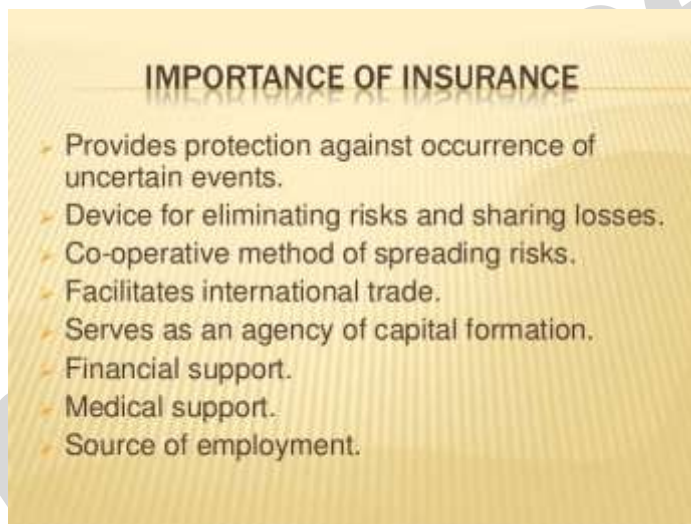 IMPORTANCE OF INSURANCE
Provides protection against occurrence of
uncertain events.
Device for eliminating risks and sharing losses.
Co-operative method of spreading risks.
Facilitates international trade.
Serves as an agency of capital formation.
Financial support.
Medical support.
Source of employment.